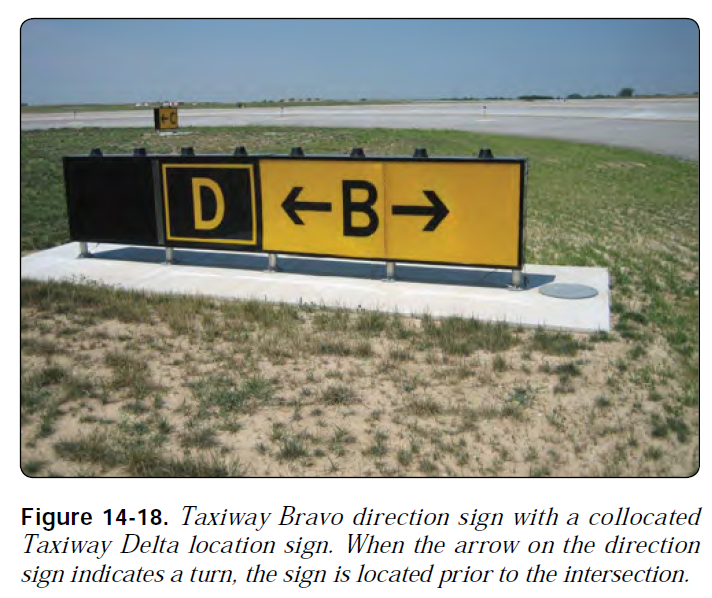 ←C
D ←B→
Figure 14-18. Taxiway Bravo direction sign with a collocated
Taxiway Delta location sign. When the arrow on the direction
sign indicates a turn, the sign is located prior to the intersection.